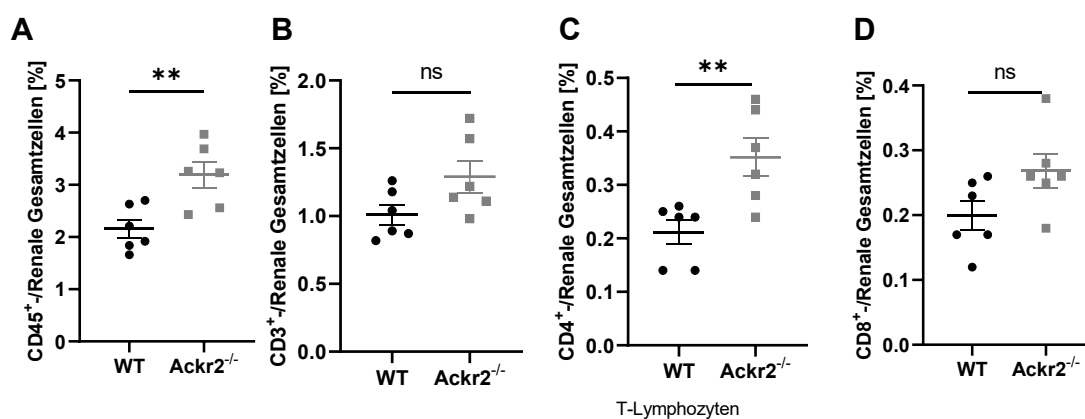 A
CD45⁺-/Renale Gesamtzellen [%]
5
4
3
2
1
0
**
WT
Ackr2⁻/⁻
B
CD3⁺-/Renale Gesamtzellen [%]
2.0
1.5
1.0
0.5
0.0
ns
WT
Ackr2⁻/⁻
C
CD4⁺-/Renale Gesamtzellen [%]
0.5
0.4
0.3
0.2
0.1
0.0
**
WT
Ackr2⁻/⁻
T-Lymphozyten
D
CD8⁺-/Renale Gesamtzellen [%]
0.4
0.3
0.2
0.1
0.0
ns
WT
Ackr2⁻/⁻